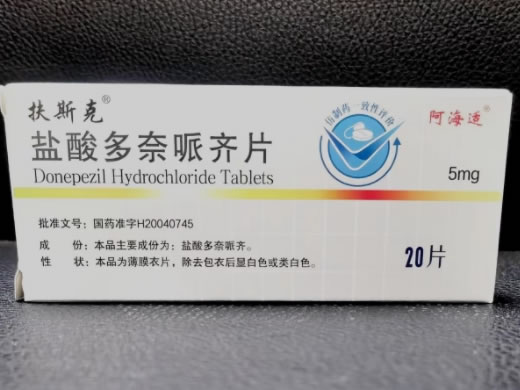 扶斯克®
盐酸多奈哌齐片
Donepezil Hydrochloride Tablets
仿制药一致性评价
阿海适®
5mg
批准文号：国药准字H20040745
成　　份：本品主要成份为：盐酸多奈哌齐。
性　　状：本品为薄膜衣片，除去包衣后显白色或类白色。
20片